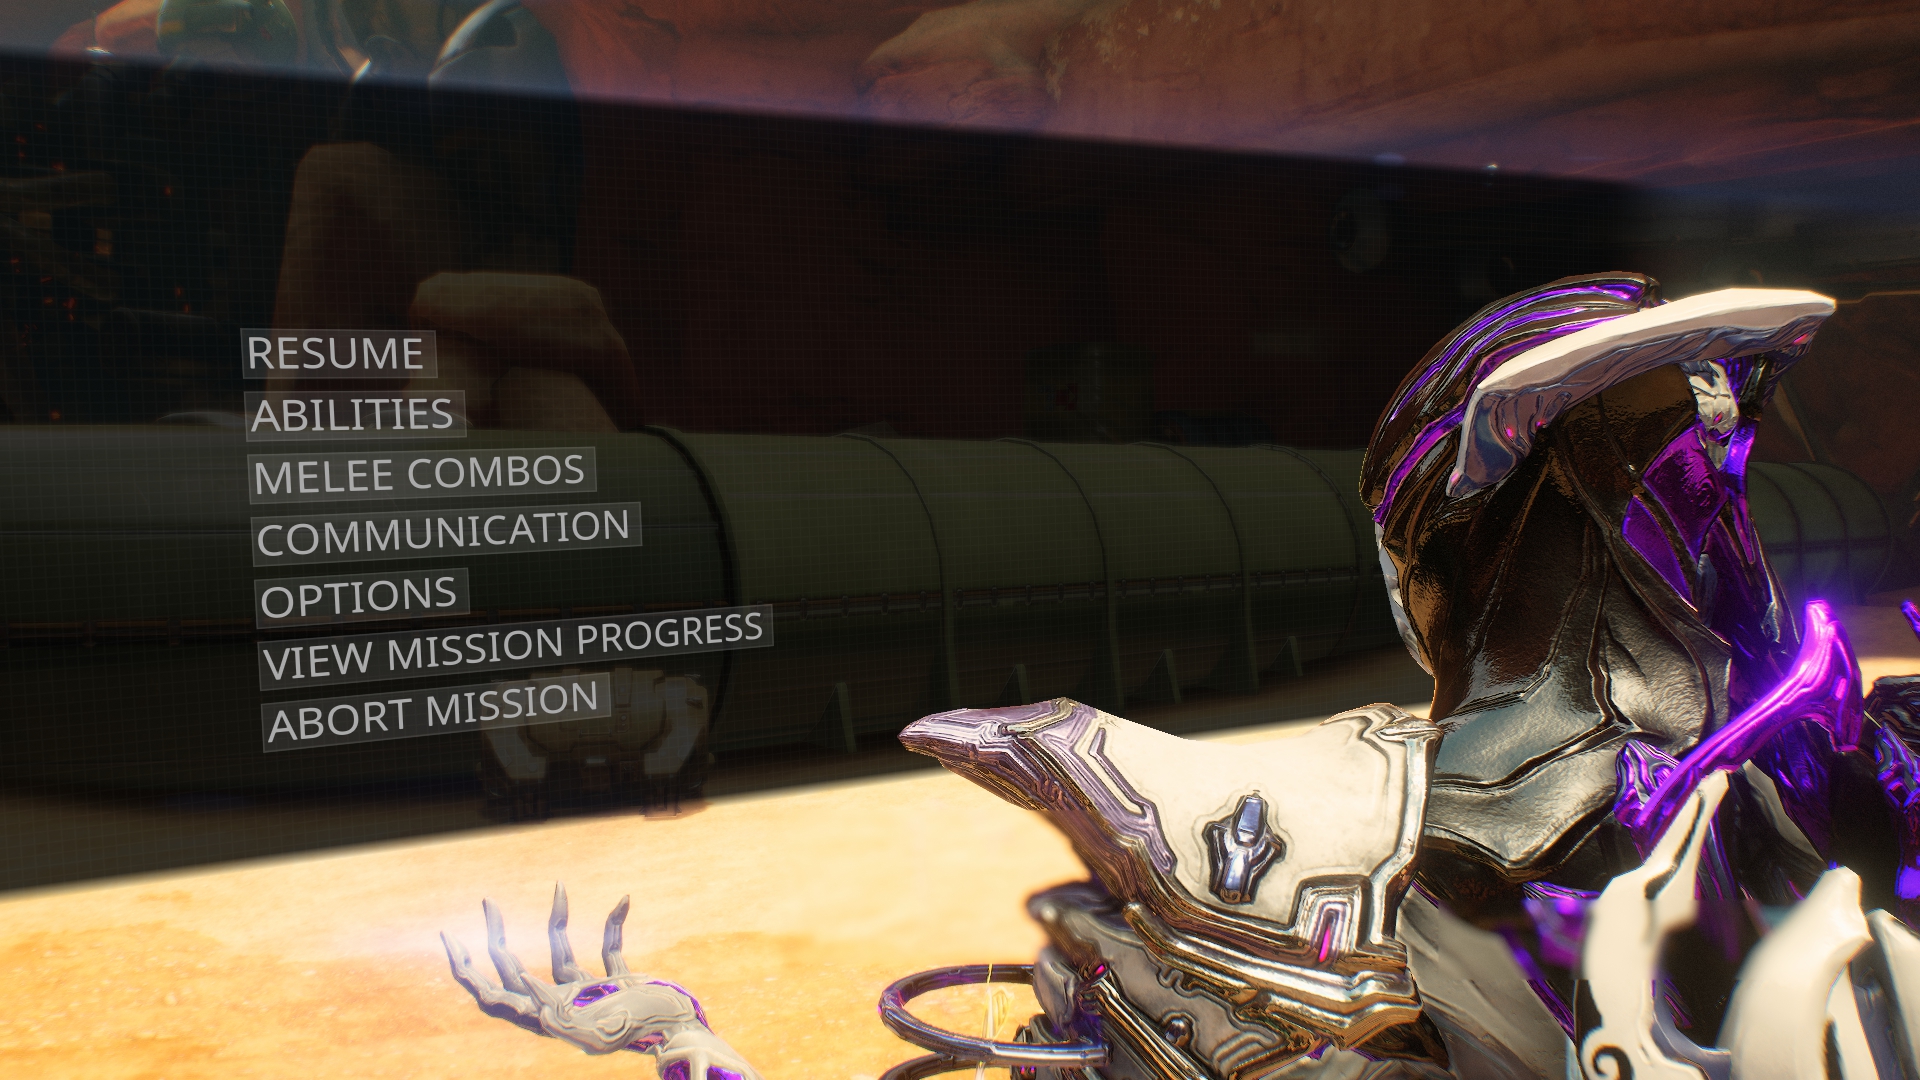 RESUME
ABILITIES
MELEE COMBOS
COMMUNICATION
OPTIONS
VIEW MISSION PROGRESS
ABORT MISSION